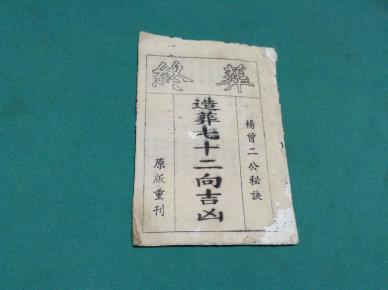 葬終
楊曾二公秘訣
造葬七十二向吉凶
原版重刊